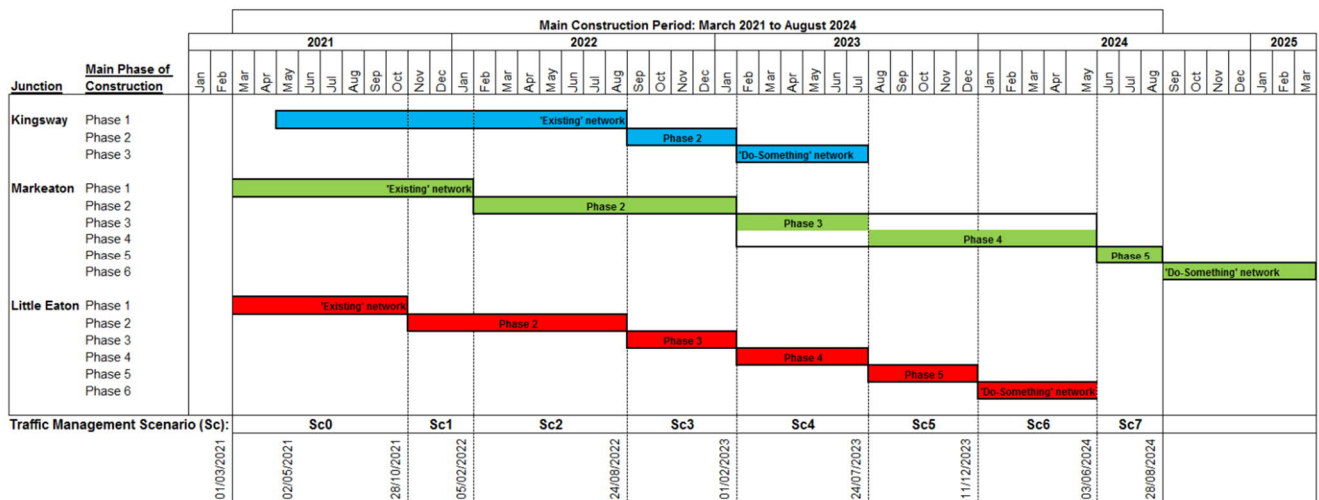 Main Construction Period: March 2021 to August 2024
2021 2022 2023 2024 2025
Junction Main Phase of Construction Jan Feb Mar Apr May Jun Jul Aug Sep Oct Nov Dec Jan Feb Mar Apr May Jun Jul Aug Sep Oct Nov Dec Jan Feb Mar Apr May Jun Jul Aug Sep Oct Nov Dec Jan Feb Mar Apr May Jun Jul Aug Sep Oct Nov Dec Jan Feb Mar
Kingsway Phase 1 'Existing' network
Phase 2 Phase 2
Phase 3 'Do-Something' network
Markeaton Phase 1 'Existing' network
Phase 2 Phase 2
Phase 3 Phase 3
Phase 4 Phase 4
Phase 5 Phase 5
Phase 6 'Do-Something' network
Little Eaton Phase 1 'Existing' network
Phase 2 Phase 2
Phase 3 Phase 3
Phase 4 Phase 4
Phase 5 Phase 5
Phase 6 'Do-Something' network
Traffic Management Scenario (Sc): Sc0 Sc1 Sc2 Sc3 Sc4 Sc5 Sc6 Sc7
01/03/2021 02/05/2021 28/10/2021 05/02/2022 24/08/2022 01/02/2023 24/07/2023 11/12/2023 03/06/2024 28/08/2024